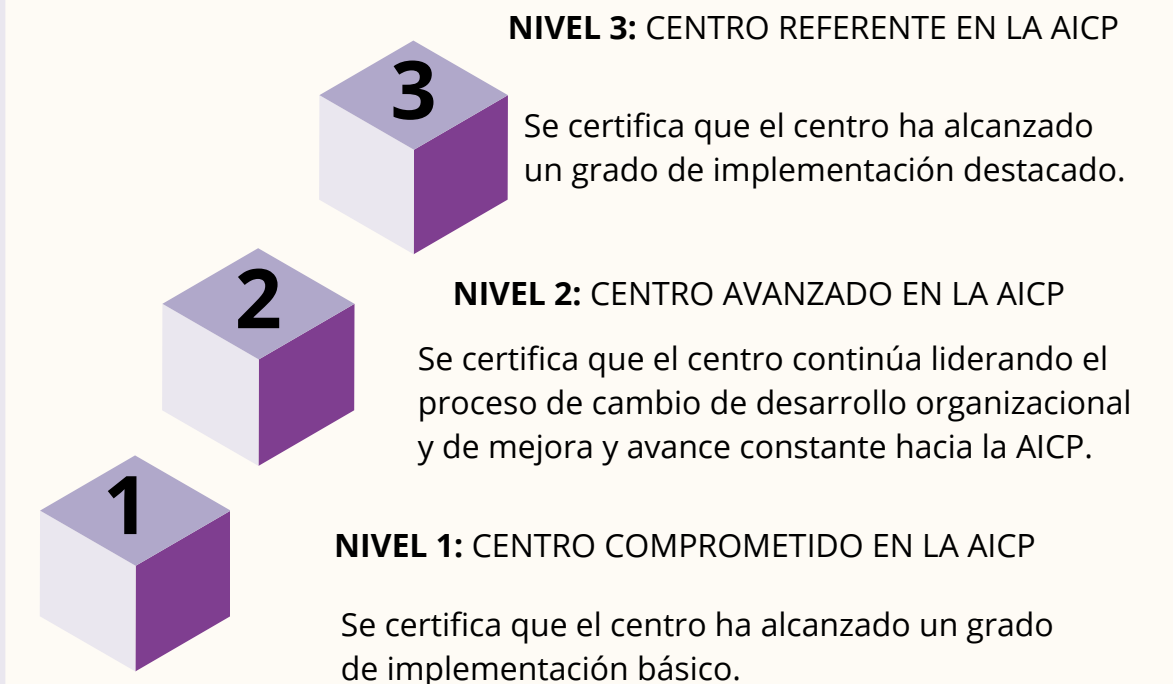 NIVEL 3: CENTRO REFERENTE EN LA AICP
3
Se certifica que el centro ha alcanzado
un grado de implementación destacado.
2
NIVEL 2: CENTRO AVANZADO EN LA AICP
Se certifica que el centro continúa liderando el
proceso de cambio de desarrollo organizacional
y de mejora y avance constante hacia la AICP.
1
NIVEL 1: CENTRO COMPROMETIDO EN LA AICP
Se certifica que el centro ha alcanzado un grado
de implementación básico.